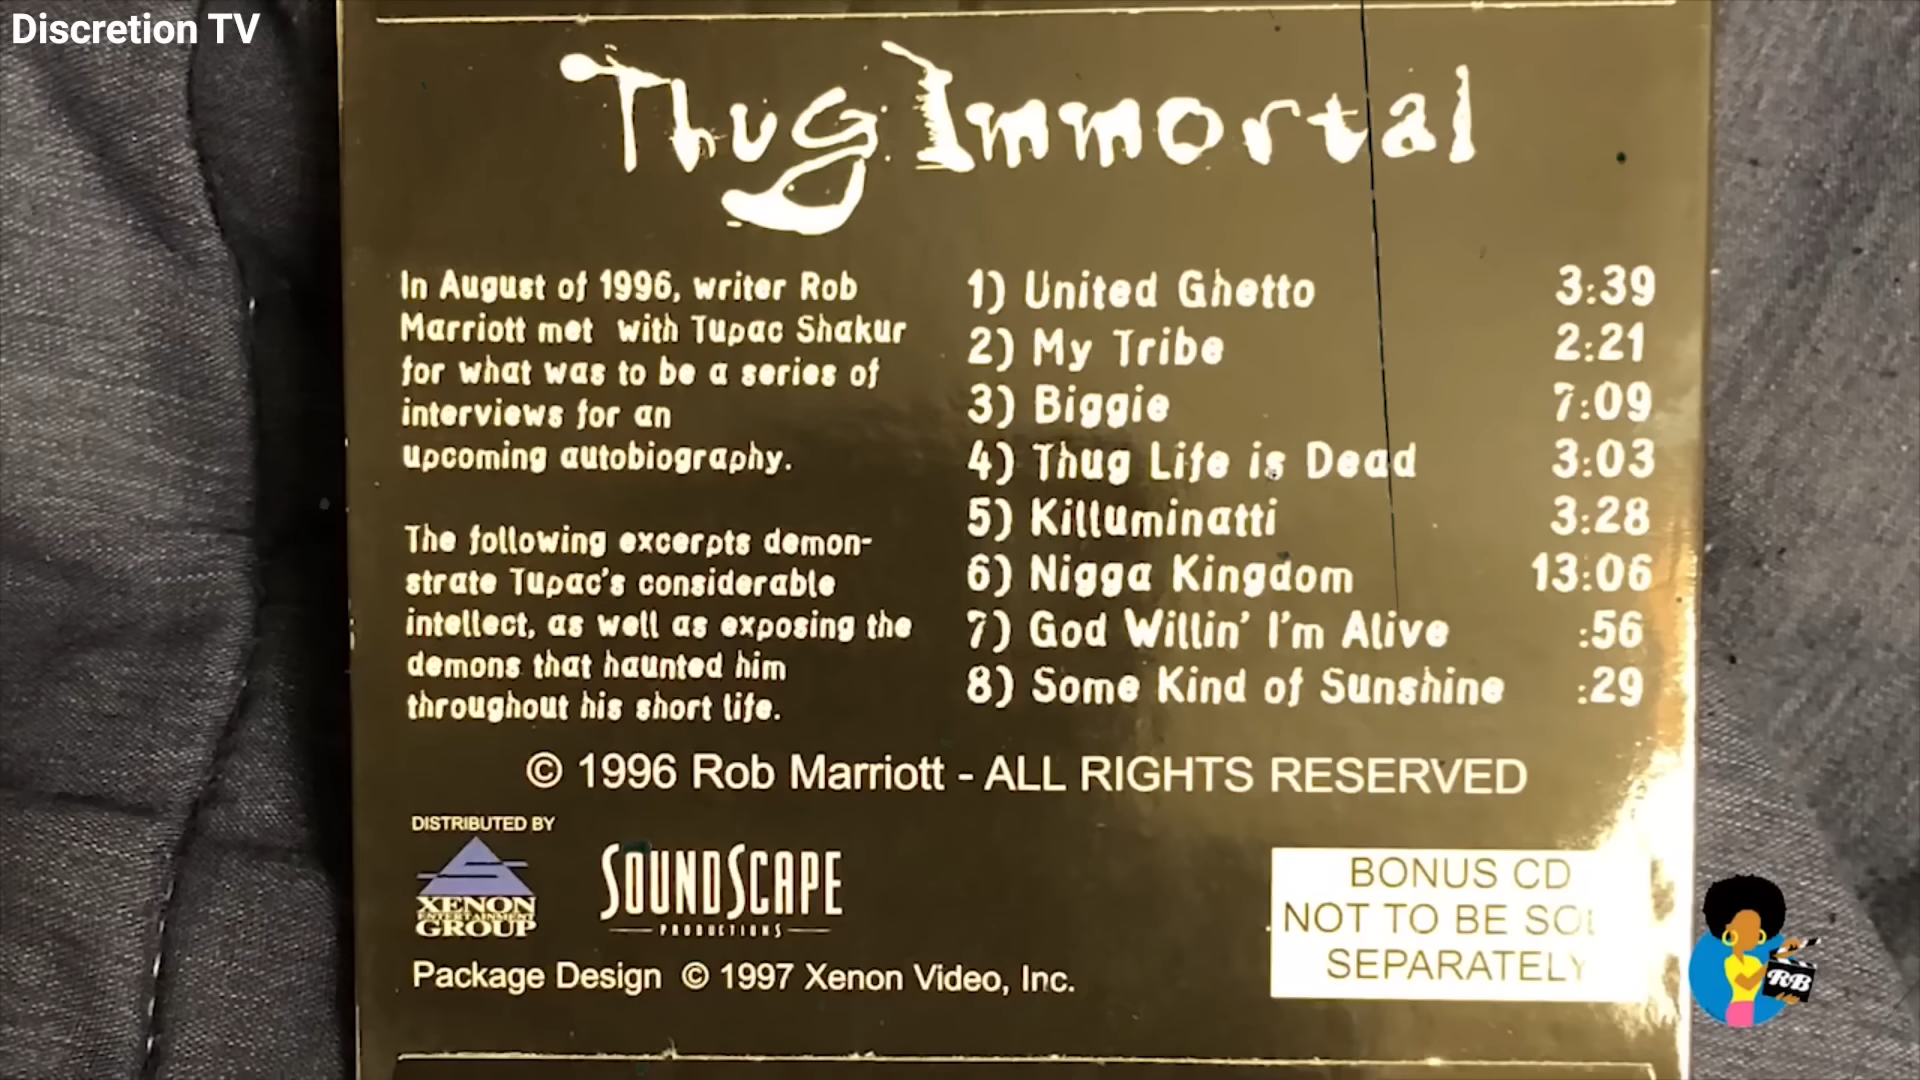 Discretion TV
Thug Immortal
In August of 1996, writer Rob
Marriott met with Tupac Shakur
for what was to be a series of
interviews for an
upcoming autobiography.
The following excerpts demon-
strate Tupac's considerable
intellect, as well as exposing the
demons that haunted him
throughout his short life.
1) United Ghetto 3:39
2) My Tribe 2:21
3) Biggie 7:09
4) Thug Life is Dead 3:03
5) Killuminatti 3:28
6) Nigga Kingdom 13:06
7) God Willin' I'm Alive :56
8) Some Kind of Sunshine :29
© 1996 Rob Marriott - ALL RIGHTS RESERVED
DISTRIBUTED BY
XENON
ENTERTAINMENT
GROUP
SOUNDSCAPE
PRODUCTIONS
Package Design © 1997 Xenon Video, Inc.
BONUS CD
NOT TO BE SOL
SEPARATELY
RB